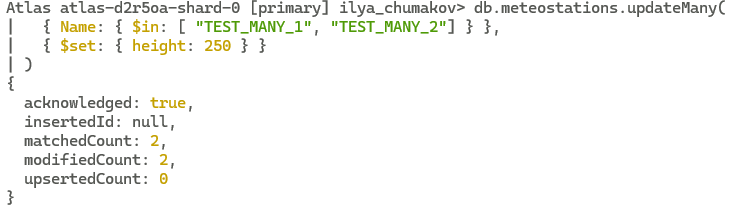 Atlas atlas-d2r5oa-shard-0 [primary] ilya_chumakov> db.meteostations.updateMany(
|   { Name: { $in: [ "TEST_MANY_1", "TEST_MANY_2"] } },
|   { $set: { height: 250 } }
| )
{
  acknowledged: true,
  insertedId: null,
  matchedCount: 2,
  modifiedCount: 2,
  upsertedCount: 0
}